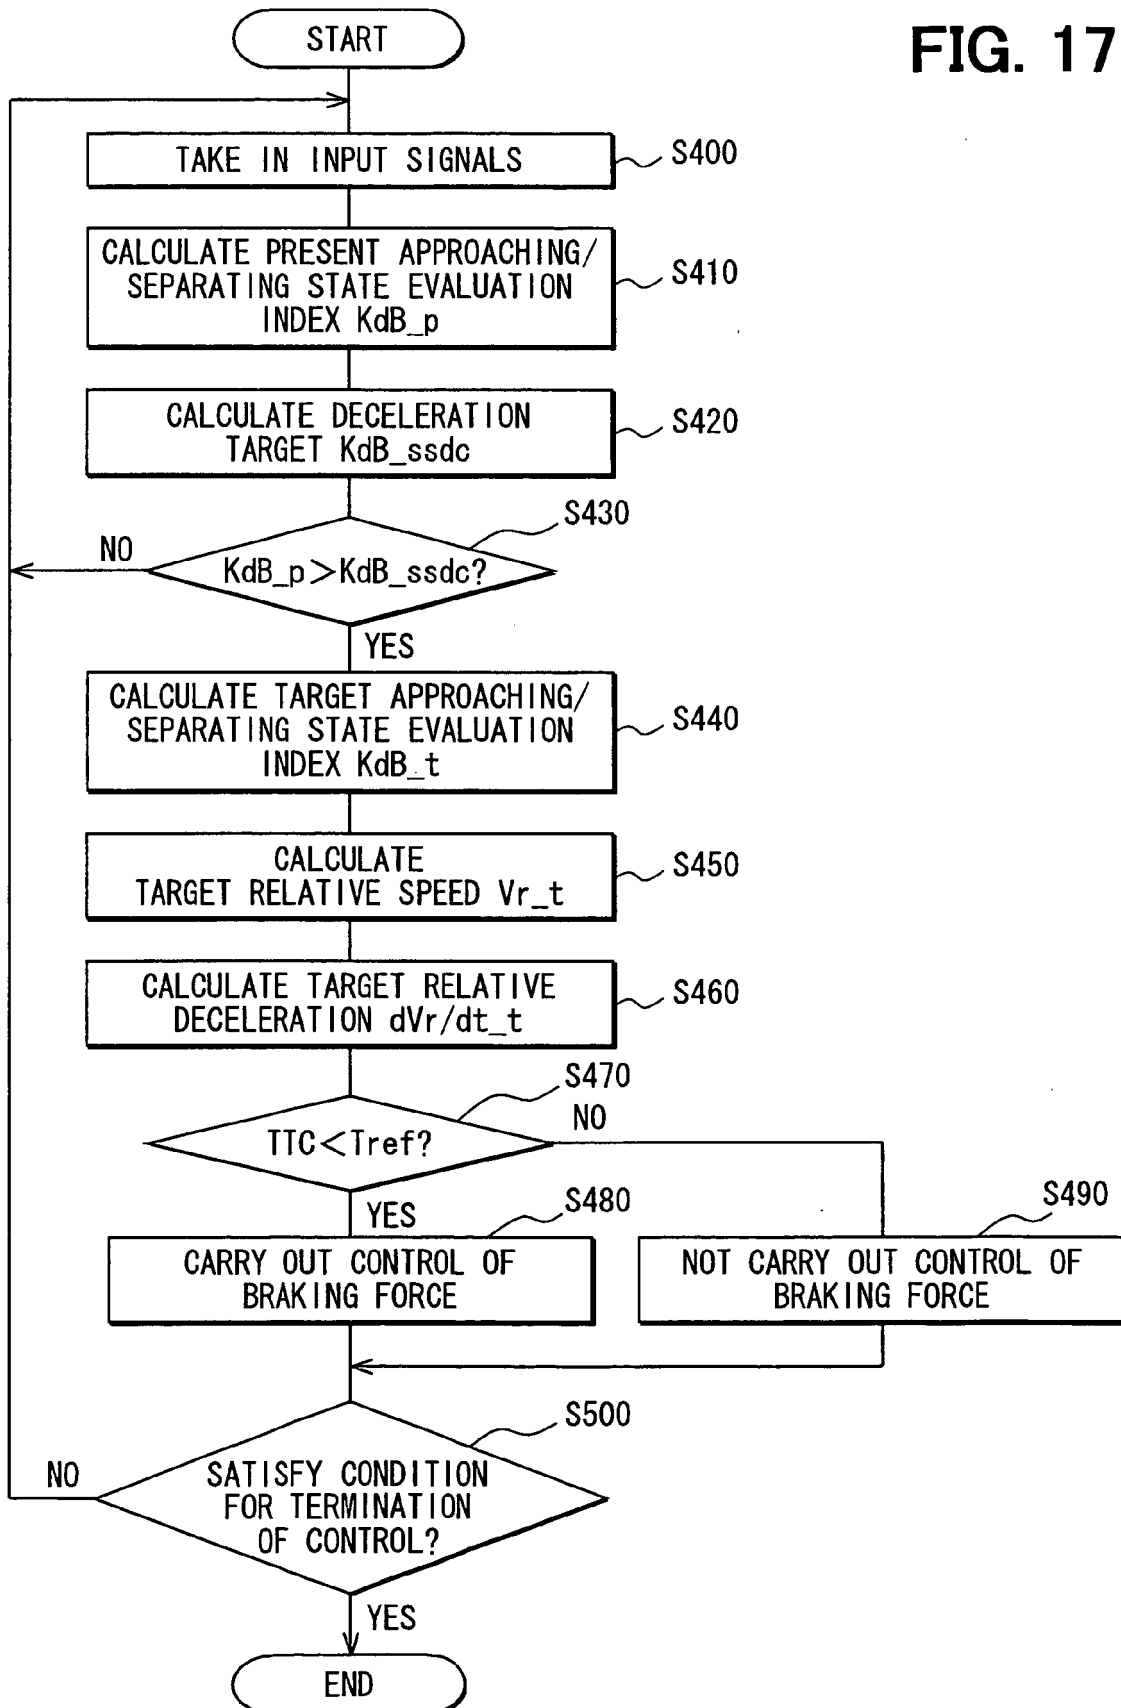 FIG. 17
START
TAKE IN INPUT SIGNALS
S400
CALCULATE PRESENT APPROACHING/
SEPARATING STATE EVALUATION
INDEX KdB_p
S410
CALCULATE DECELERATION
TARGET KdB_ssdc
S420
S430
NO
KdB_p>KdB_ssdc?
YES
CALCULATE TARGET APPROACHING/
SEPARATING STATE EVALUATION
INDEX KdB_t
S440
CALCULATE
TARGET RELATIVE SPEED Vr_t
S450
CALCULATE TARGET RELATIVE
DECELERATION dVr/dt_t
S460
S470
TTC<Tref?
NO
YES
S480
S490
CARRY OUT CONTROL OF
BRAKING FORCE
NOT CARRY OUT CONTROL OF
BRAKING FORCE
S500
NO
SATISFY CONDITION
FOR TERMINATION
OF CONTROL?
YES
END